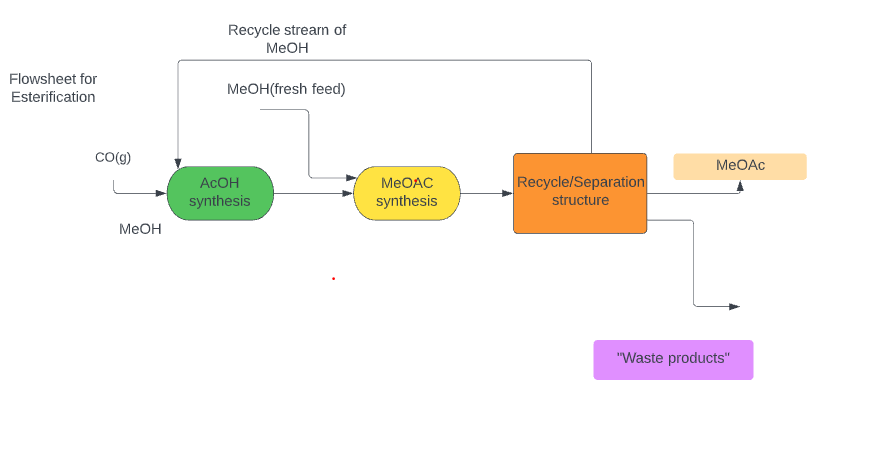 Recycle stream of
MeOH
Flowsheet for
Esterification
MeOH(fresh feed)
CO(g)
MeOH
AcOH
synthesis
MeOAC
synthesis
Recycle/Separation
structure
MeOAc
"Waste products"